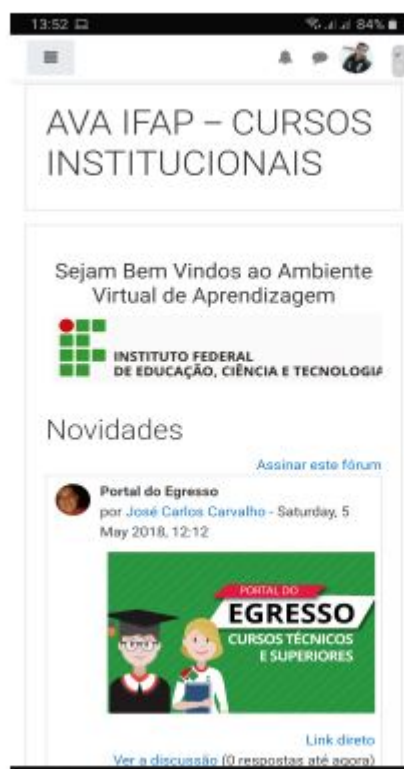 13:52 84%
AVA IFAP – CURSOS
INSTITUCIONAIS
Sejam Bem Vindos ao Ambiente
Virtual de Aprendizagem
INSTITUTO FEDERAL
DE EDUCAÇÃO, CIÊNCIA E TECNOLOGIA
Novidades
Assinar este fórum
Portal do Egresso
por José Carlos Carvalho - Saturday, 5
May 2018, 12:12
PORTAL DO
EGRESSO
CURSOS TÉCNICOS
E SUPERIORES
Link direto
Ver a discussão (0 respostas até agora)